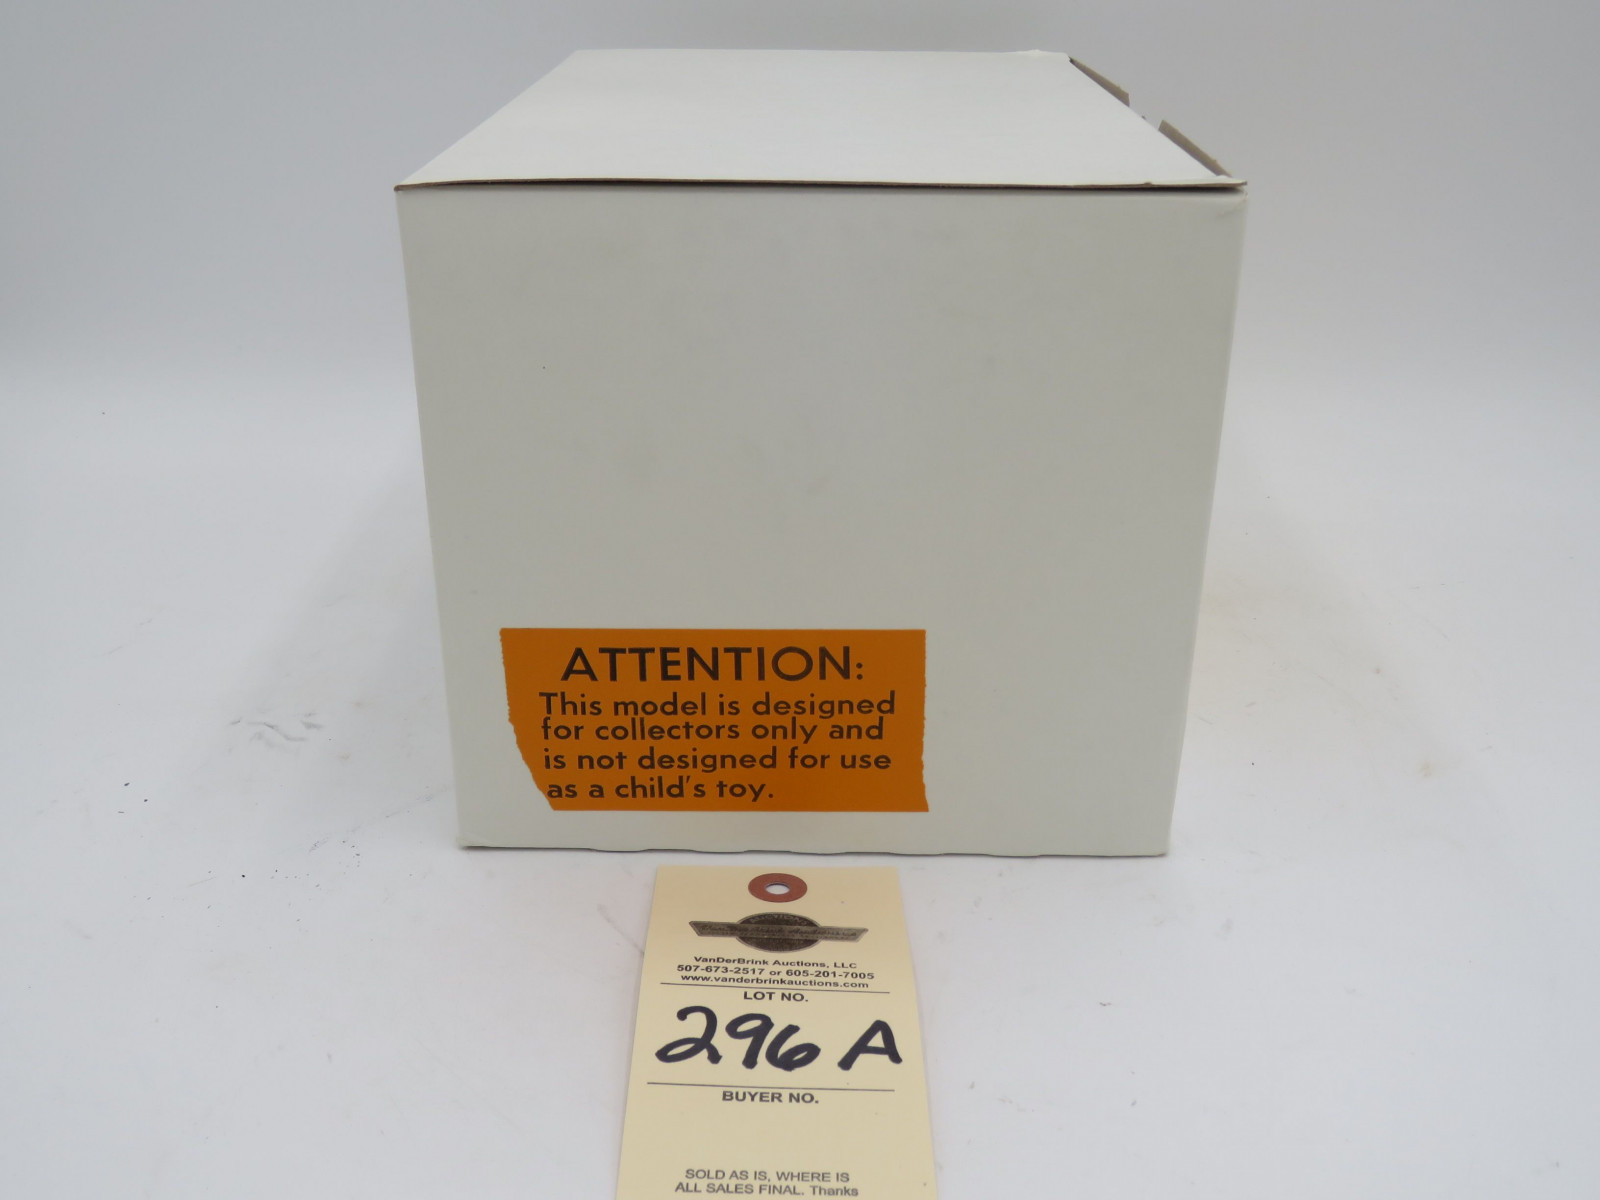 ATTENTION:
This model is designed
for collectors only and
is not designed for use
as a child's toy.
VanDerBrink Auctions, LLC
507-673-2517 or 605-201-7005
www.vanderbrinkauctions.com
LOT NO.
296 A
BUYER NO.
SOLD AS IS, WHERE IS
ALL SALES FINAL. Thanks